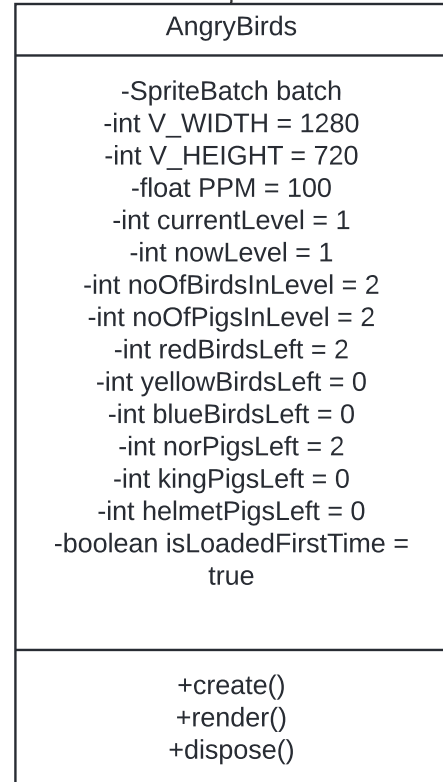 AngryBirds
-SpriteBatch batch
-int V_WIDTH = 1280
-int V_HEIGHT = 720
-float PPM = 100
-int currentLevel = 1
-int nowLevel = 1
-int noOfBirdsInLevel = 2
-int noOfPigsInLevel = 2
-int redBirdsLeft = 2
-int yellowBirdsLeft = 0
-int blueBirdsLeft = 0
-int norPigsLeft = 2
-int kingPigsLeft = 0
-int helmetPigsLeft = 0
-boolean isLoadedFirstTime =
true
+create()
+render()
+dispose()